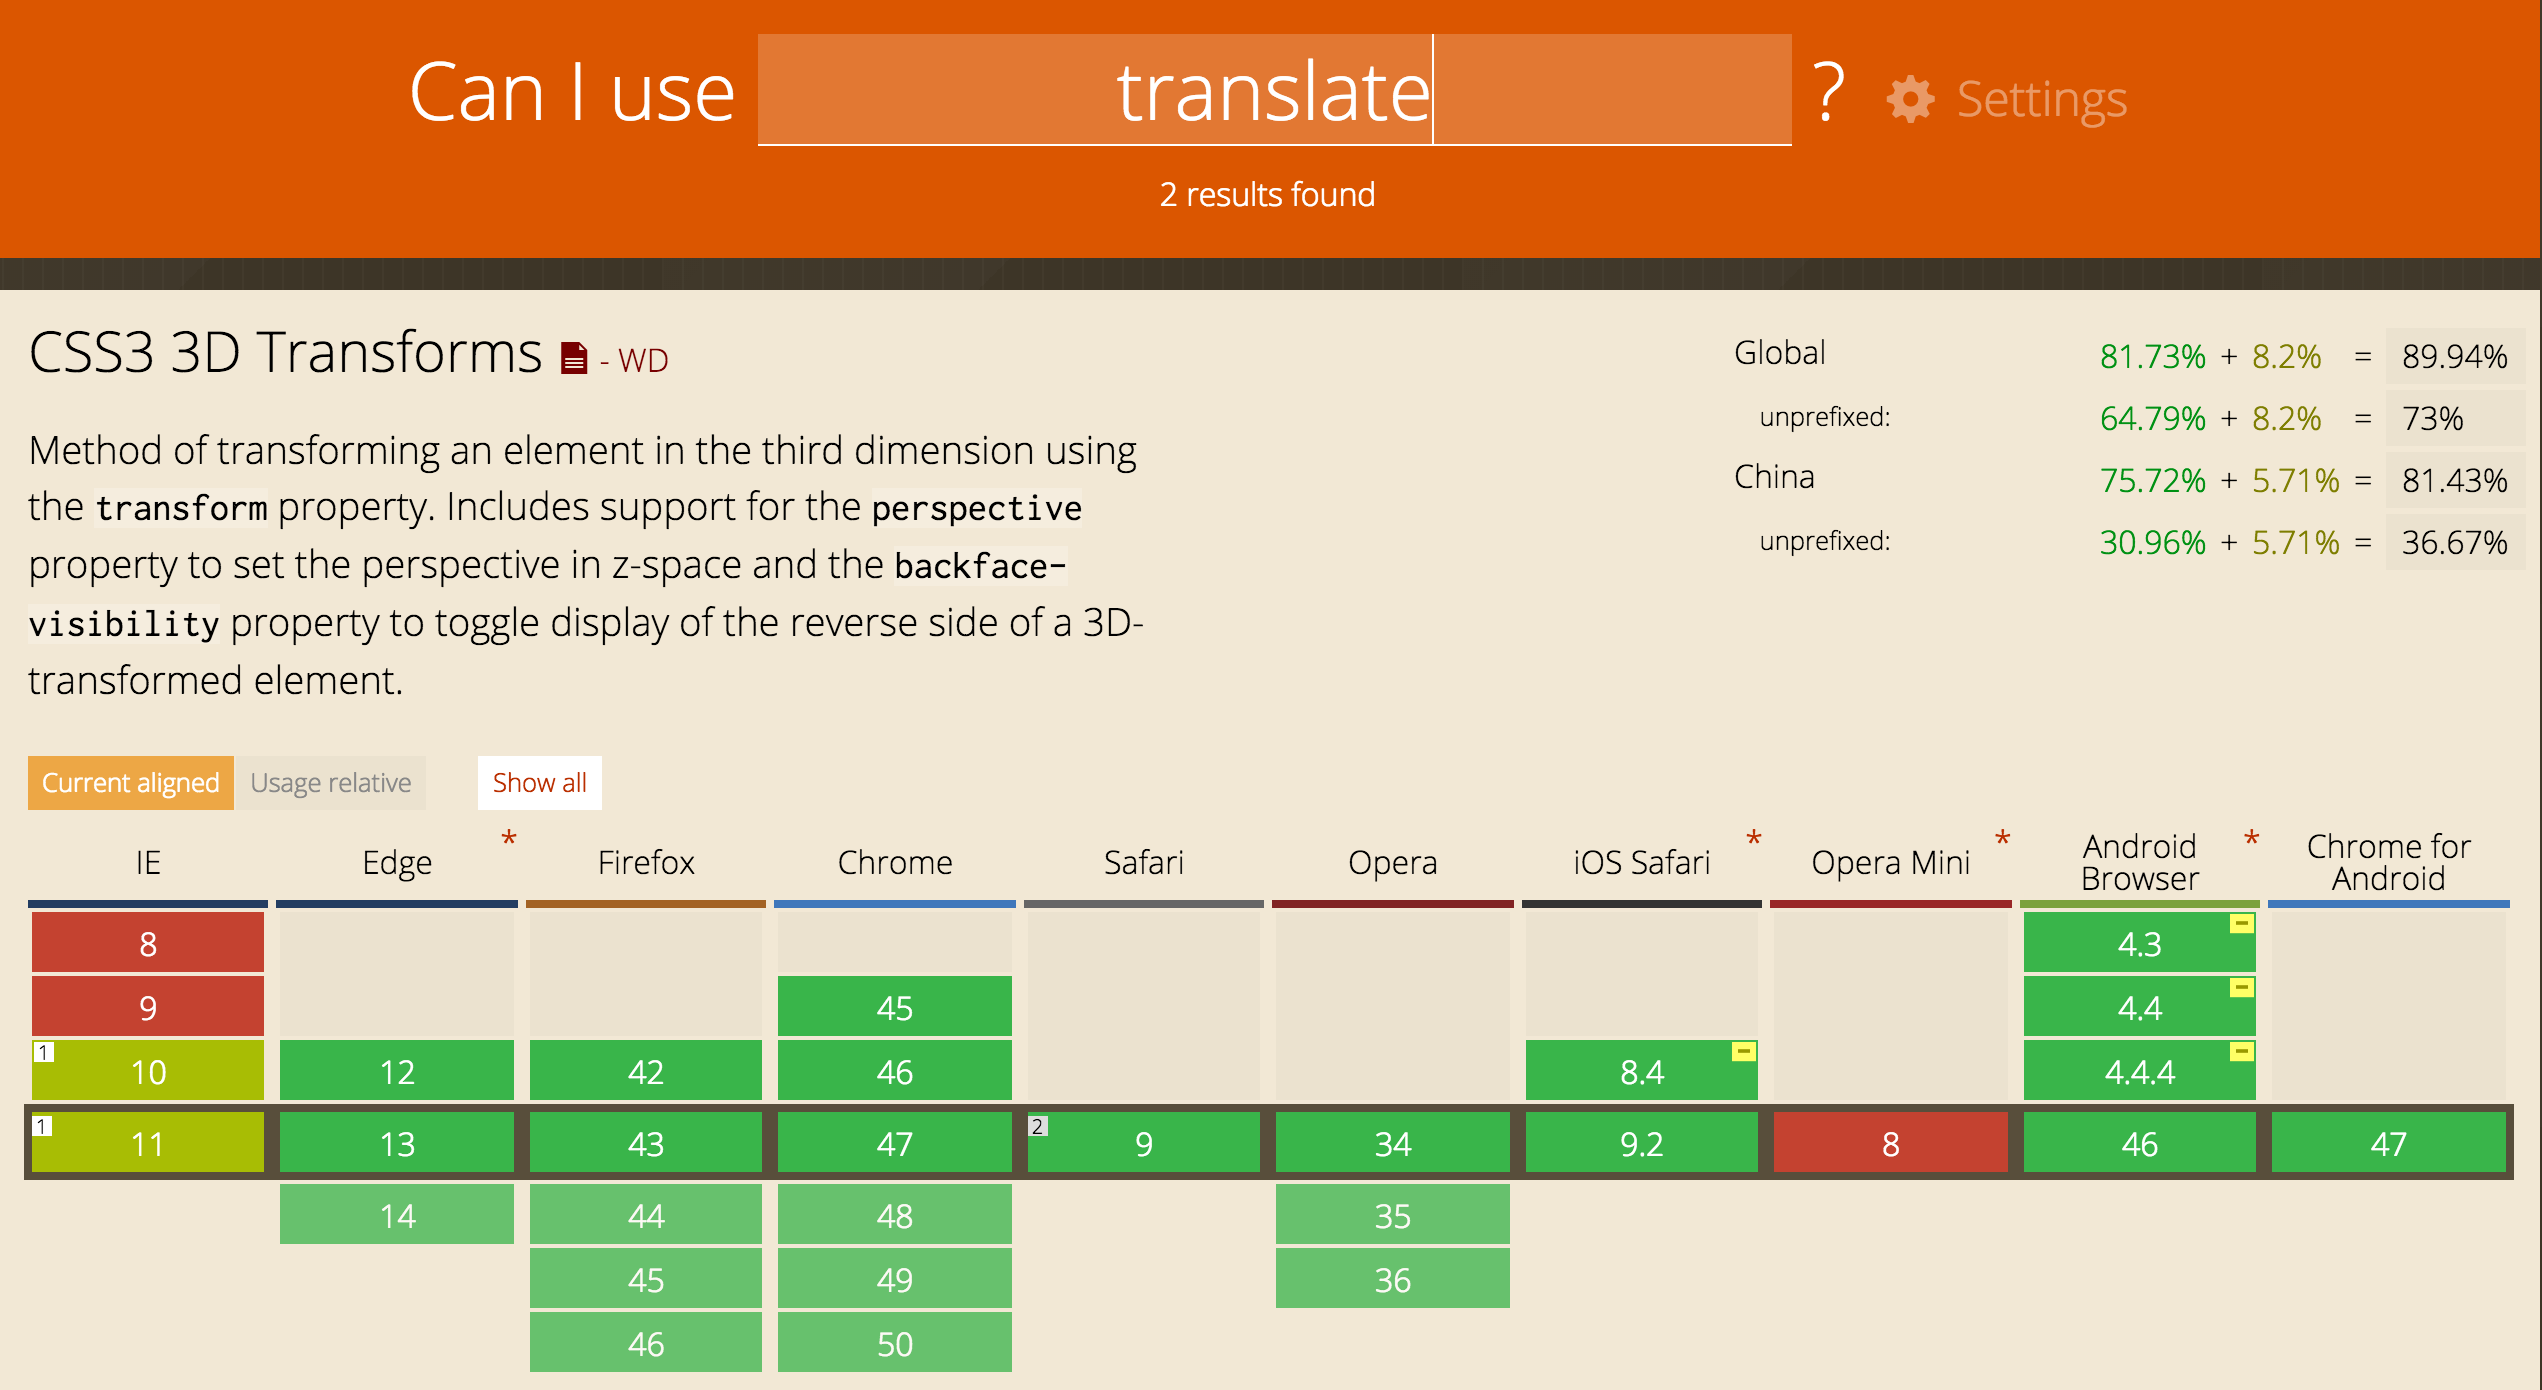 Can I use translate ? Settings
2 results found
CSS3 3D Transforms - WD
Method of transforming an element in the third dimension using
the transform property. Includes support for the perspective
property to set the perspective in z-space and the backface-
visibility property to toggle display of the reverse side of a 3D-
transformed element.
Global 81.73% + 8.2% = 89.94%
unprefixed: 64.79% + 8.2% = 73%
China 75.72% + 5.71% = 81.43%
unprefixed: 30.96% + 5.71% = 36.67%
Current aligned Usage relative Show all
IE Edge * Firefox Chrome Safari Opera iOS Safari * Opera Mini * Android Browser * Chrome for Android
8 4.3 -
9 45 4.4 -
1 10 12 42 46 8.4 - 4.4.4 -
1 11 13 43 47 2 9 34 9.2 8 46 47
14 44 48 35
45 49 36
46 50